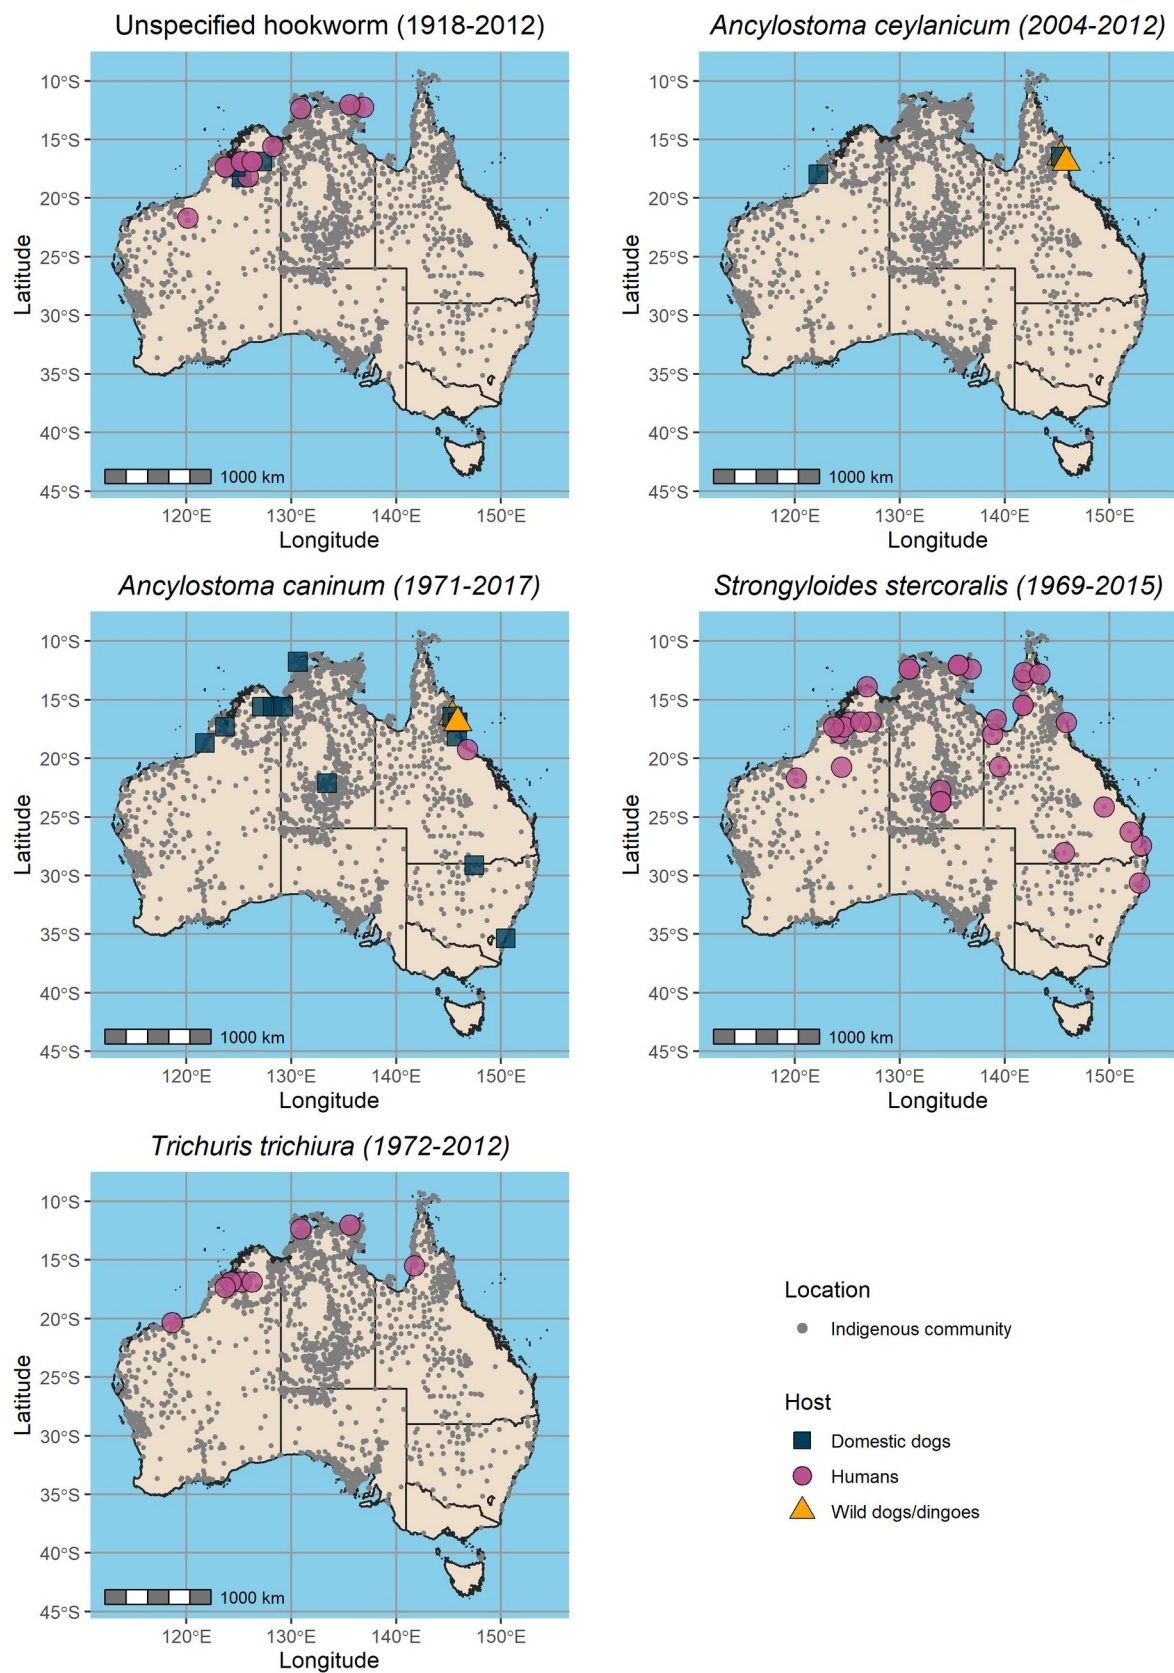 Unspecified hookworm (1918-2012)
Latitude
10°S
15°S
20°S
25°S
30°S
35°S
40°S
45°S
1000 km
120°E 130°E 140°E 150°E
Longitude
Ancylostoma ceylanicum (2004-2012)
Latitude
10°S
15°S
20°S
25°S
30°S
35°S
40°S
45°S
1000 km
120°E 130°E 140°E 150°E
Longitude
Ancylostoma caninum (1971-2017)
Latitude
10°S
15°S
20°S
25°S
30°S
35°S
40°S
45°S
1000 km
120°E 130°E 140°E 150°E
Longitude
Strongyloides stercoralis (1969-2015)
Latitude
10°S
15°S
20°S
25°S
30°S
35°S
40°S
45°S
1000 km
120°E 130°E 140°E 150°E
Longitude
Trichuris trichiura (1972-2012)
Latitude
10°S
15°S
20°S
25°S
30°S
35°S
40°S
45°S
1000 km
120°E 130°E 140°E 150°E
Longitude
Location
Indigenous community
Host
Domestic dogs
Humans
Wild dogs/dingoes